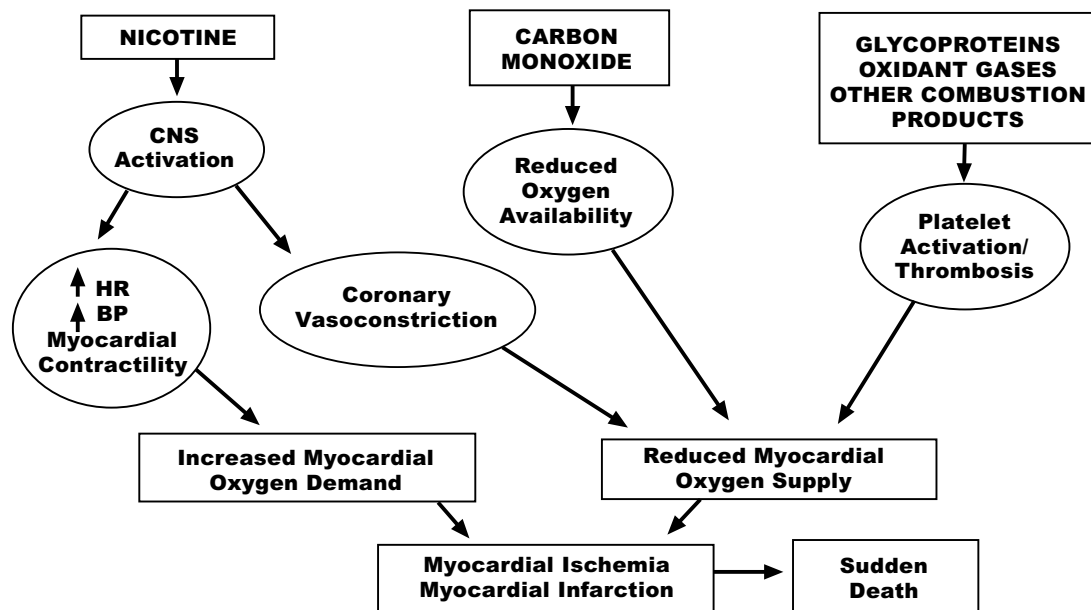 NICOTINE
CARBON
MONOXIDE
GLYCOPROTEINS
OXIDANT GASES
OTHER COMBUSTION
PRODUCTS
CNS
Activation
Reduced
Oxygen
Availability
Platelet
Activation/
Thrombosis
HR
BP
Myocardial
Contractility
Coronary
Vasoconstriction
Increased Myocardial
Oxygen Demand
Reduced Myocardial
Oxygen Supply
Myocardial Ischemia
Myocardial Infarction
Sudden
Death